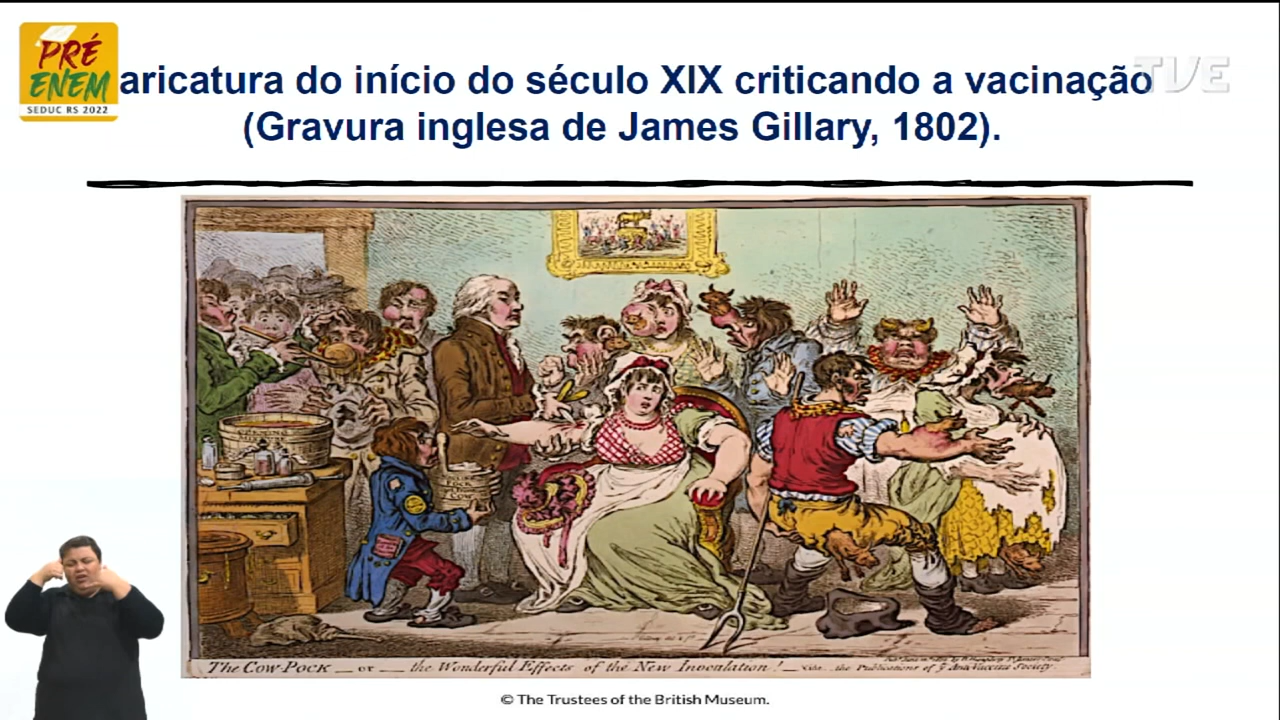 PRÉ
ENEM
SEDUC RS 2022
TVE
aricatura do início do século XIX criticando a vacinação
(Gravura inglesa de James Gillary, 1802).
The Cow-Pock — or — the Wonderful Effects of the New Inoculation! — vide. the Publications of ye Anti-Vaccine Society.
© The Trustees of the British Museum.